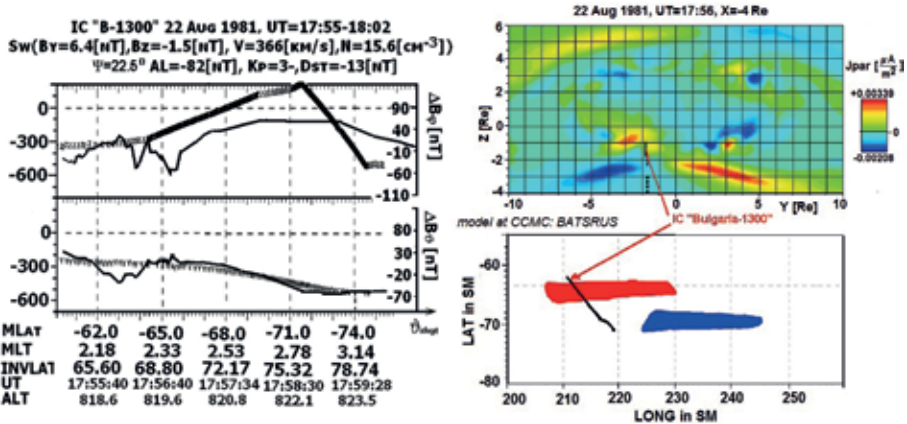 IC "B-1300" 22 Aug 1981, UT=17:55-18:02
Sw(By=6.4[nT],Bz=-1.5[nT], V=366[km/s],N=15.6[cm-3])
Ψ=22.5° AL=-82[nT], Kp=3-,Dst=-13[nT]
0
-300
-600
90
40
-10
-60
-110
ΔBφ [nT]
0
-300
-600
80
30
-20
-70
ΔBθ [nT]
MLAT -62.0 -65.0 -68.0 -71.0 -74.0
MLT 2.18 2.33 2.53 2.78 3.14
INVLAT 65.60 68.80 72.17 75.32 78.74
UT 17:55:40 17:56:40 17:57:34 17:58:30 17:59:28
ALT 818.6 819.6 820.8 822.1 823.5
22 Aug 1981, UT=17:56, X=-4 Re
6
4
2
0
-2
-4
Z [Re]
-10 -5 0 5 10
Y [Re]
Jpar [μA/m2]
+0.00339
-0.00208
IC "Bulgaria-1300"
model at CCMC: BATSRUS
-60
-70
-80
LAT in SM
200 210 220 230 240 250
LONG in SM